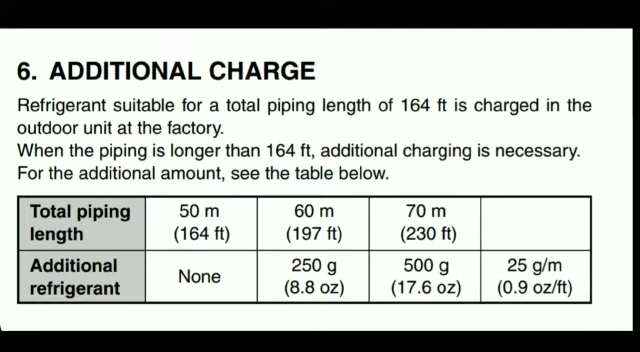 6. ADDITIONAL CHARGE
Refrigerant suitable for a total piping length of 164 ft is charged in the
outdoor unit at the factory.
When the piping is longer than 164 ft, additional charging is necessary.
For the additional amount, see the table below.
Total piping length 50 m (164 ft) 60 m (197 ft) 70 m (230 ft)
Additional refrigerant None 250 g (8.8 oz) 500 g (17.6 oz) 25 g/m (0.9 oz/ft)